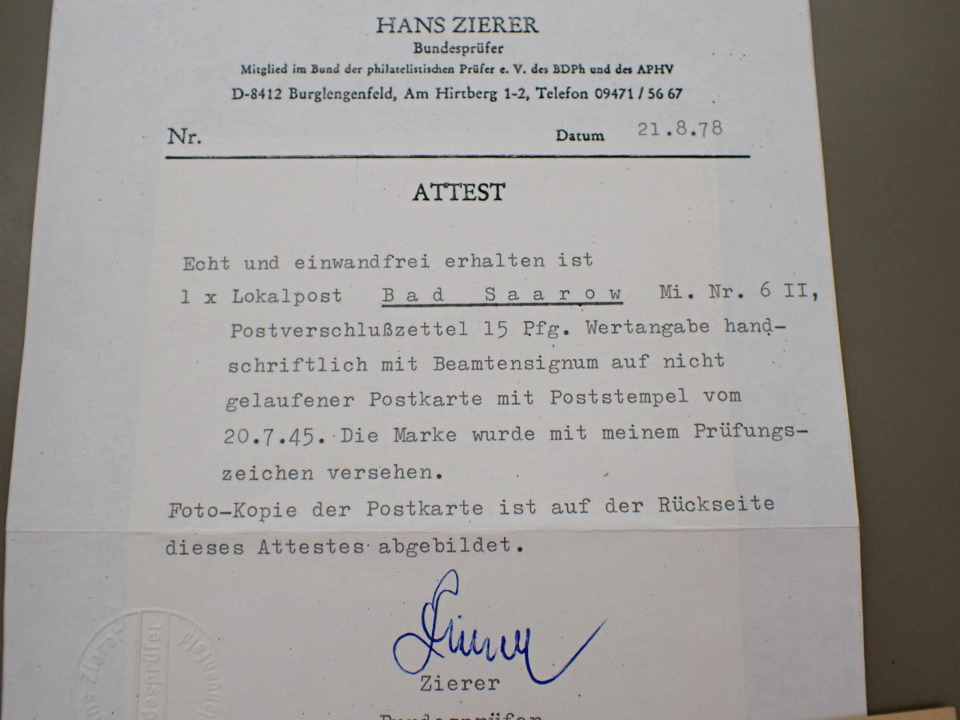 HANS ZIERER
Bundesprüfer
Mitglied im Bund der philatelistischen Prüfer e. V. des BDPh und des APHV
D-8412 Burglengenfeld, Am Hirtberg 1-2, Telefon 09471 / 56 67
Nr. Datum 21.8.78
ATTEST
Echt und einwandfrei erhalten ist
1 x Lokalpost Bad Saarow Mi. Nr. 6 II,
Postverschlußzettel 15 Pfg. Wertangabe hand-
schriftlich mit Beamtensignum auf nicht
gelaufener Postkarte mit Poststempel vom
20.7.45. Die Marke wurde mit meinem Prüfungs-
zeichen versehen.
Foto-Kopie der Postkarte ist auf der Rückseite
dieses Attestes abgebildet.
Zierer